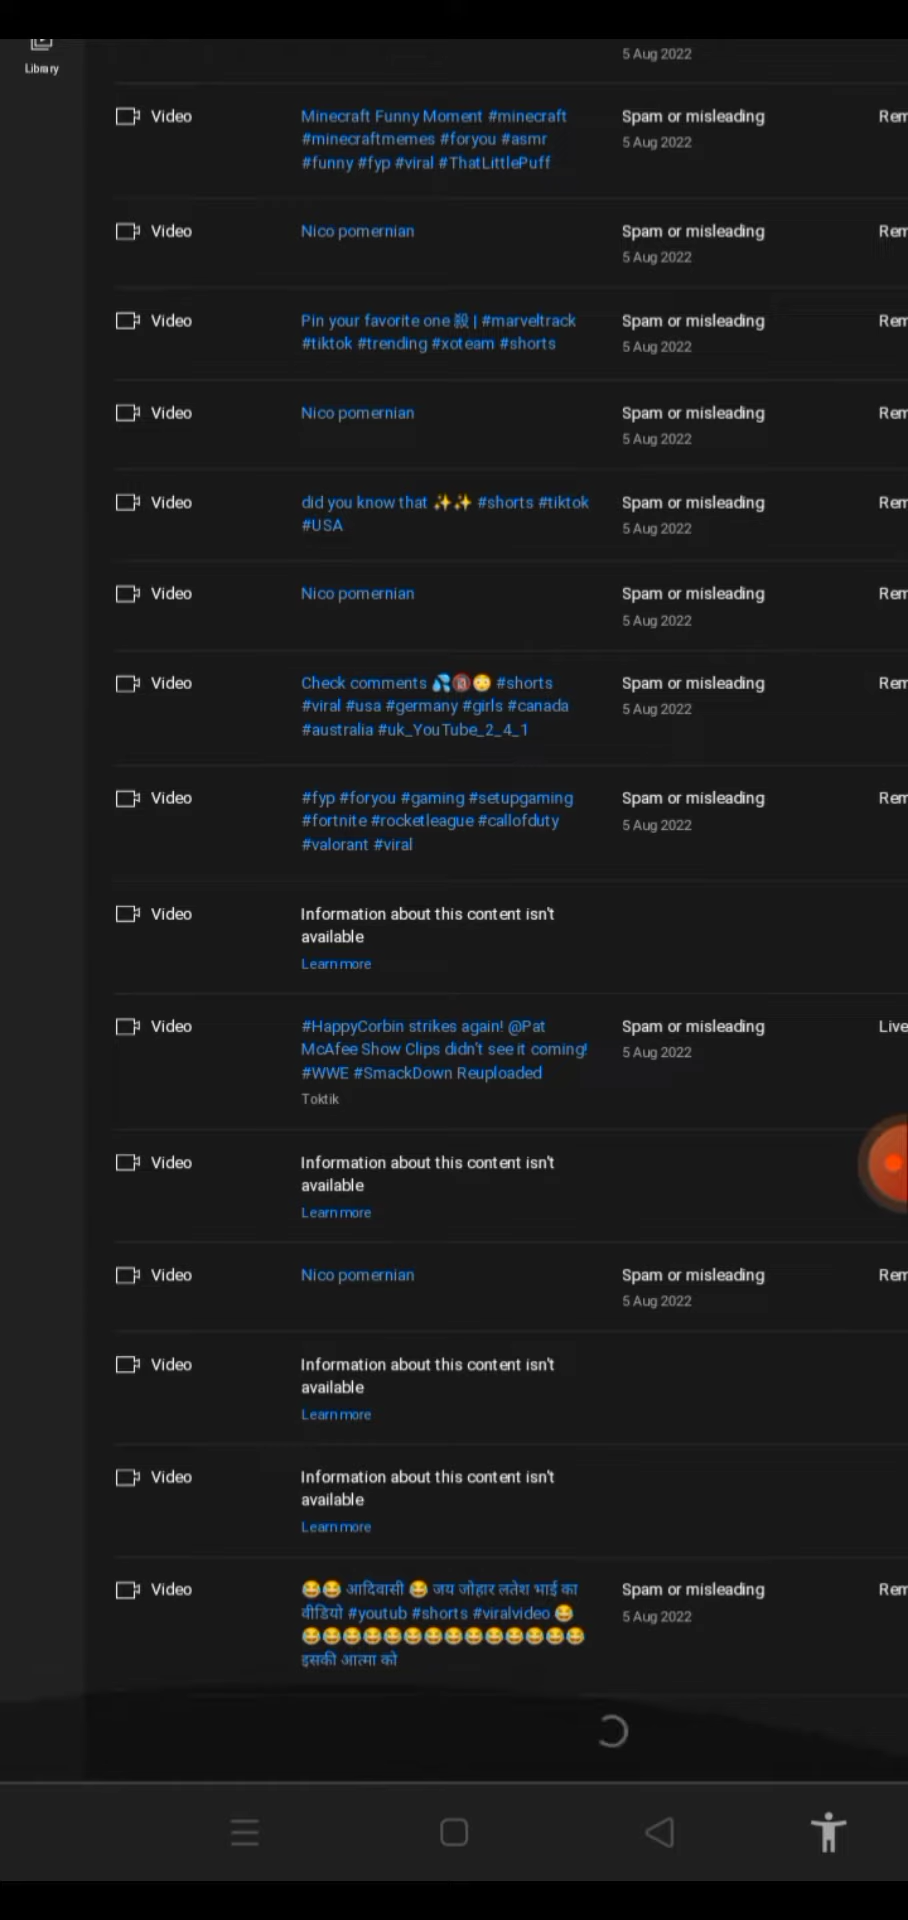 Library
5 Aug 2022
Video
Minecraft Funny Moment #minecraft
#minecraftmemes #foryou #asmr
#funny #fyp #viral #ThatLittlePuff
Spam or misleading
5 Aug 2022
Rem
Video
Nico pomernian
Spam or misleading
5 Aug 2022
Rem
Video
Pin your favorite one | #marveltrack
#tiktok #trending #xoteam #shorts
Spam or misleading
5 Aug 2022
Rem
Video
Nico pomernian
Spam or misleading
5 Aug 2022
Rem
Video
did you know that ✨✨ #shorts #tiktok
#USA
Spam or misleading
5 Aug 2022
Rem
Video
Nico pomernian
Spam or misleading
5 Aug 2022
Rem
Video
Check comments 💦🔞😳 #shorts
#viral #usa #germany #girls #canada
#australia #uk_YouTube_2_4_1
Spam or misleading
5 Aug 2022
Rem
Video
#fyp #foryou #gaming #setupgaming
#fortnite #rocketleague #callofduty
#valorant #viral
Spam or misleading
5 Aug 2022
Rem
Video
Information about this content isn't
available
Learn more
Video
#HappyCorbin strikes again! @Pat
McAfee Show Clips didn't see it coming!
#WWE #SmackDown Reuploaded
Toktik
Spam or misleading
5 Aug 2022
Live
Video
Information about this content isn't
available
Learn more
Video
Nico pomernian
Spam or misleading
5 Aug 2022
Rem
Video
Information about this content isn't
available
Learn more
Video
Information about this content isn't
available
Learn more
Video
😂😂 आदिवासी 😂 जय जोहार लतेश भाई का
वीडियो #youtub #shorts #viralvideo 😂
😂😂😂😂😂😂😂😂😂😂😂😂😂😂
इसकी आत्मा को
Spam or misleading
5 Aug 2022
Rem